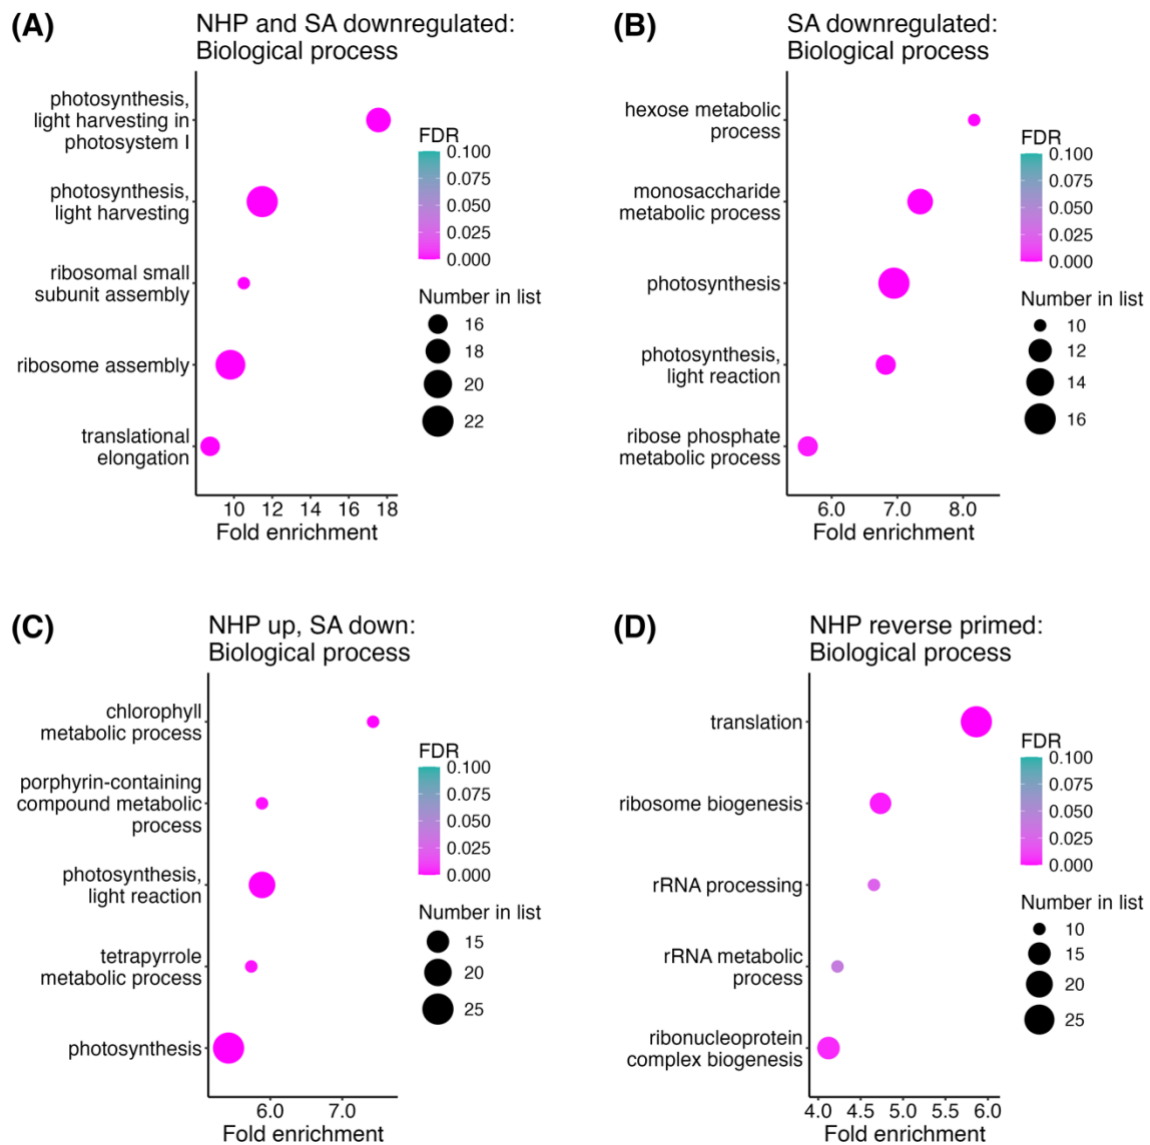 (A)
NHP and SA downregulated:
Biological process
photosynthesis,
light harvesting in
photosystem I
photosynthesis,
light harvesting
ribosomal small
subunit assembly
ribosome assembly
translational
elongation
10 12 14 16 18
Fold enrichment
FDR
0.100
0.075
0.050
0.025
0.000
Number in list
16
18
20
22
(B)
SA downregulated:
Biological process
hexose metabolic
process
monosaccharide
metabolic process
photosynthesis
photosynthesis,
light reaction
ribose phosphate
metabolic process
6.0 7.0 8.0
Fold enrichment
FDR
0.100
0.075
0.050
0.025
0.000
Number in list
10
12
14
16
(C)
NHP up, SA down:
Biological process
chlorophyll
metabolic process
porphyrin-containing
compound metabolic
process
photosynthesis,
light reaction
tetrapyrrole
metabolic process
photosynthesis
6.0 7.0
Fold enrichment
FDR
0.100
0.075
0.050
0.025
0.000
Number in list
15
20
25
(D)
NHP reverse primed:
Biological process
translation
ribosome biogenesis
rRNA processing
rRNA metabolic
process
ribonucleoprotein
complex biogenesis
4.0 4.5 5.0 5.5 6.0
Fold enrichment
FDR
0.100
0.075
0.050
0.025
0.000
Number in list
10
15
20
25